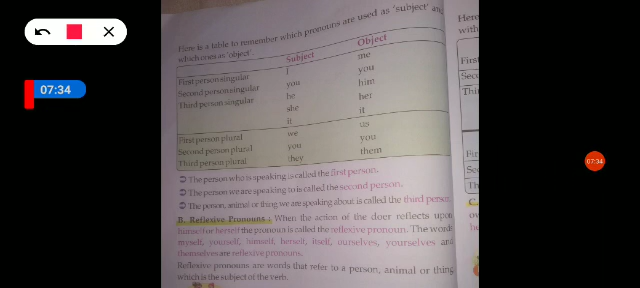 07:34
Here is a table to remember which pronouns are used as 'subject' an
which ones as 'object'
Subject Object
First person singular I me
Second person singular you you
Third person singular he him
she her
it it
First person plural we us
Second person plural you you
Third person plural they them
The person who is speaking is called the first person.
The person we are speaking to is called the second person.
The person, animal or thing we are speaking about is called the third person.
B. Reflexive Pronouns : When the action of the doer reflects upon
himself or herself the pronoun is called the reflexive pronoun. The word
myself, yourself, himself, herself, itself, ourselves, yourselves and
themselves are reflexive pronouns.
Reflexive pronouns are words that refer to a person, animal or thing
which is the subject of the verb.
Here
with
First
Seco
Thi
Fir
Se
Th
C.
07:34